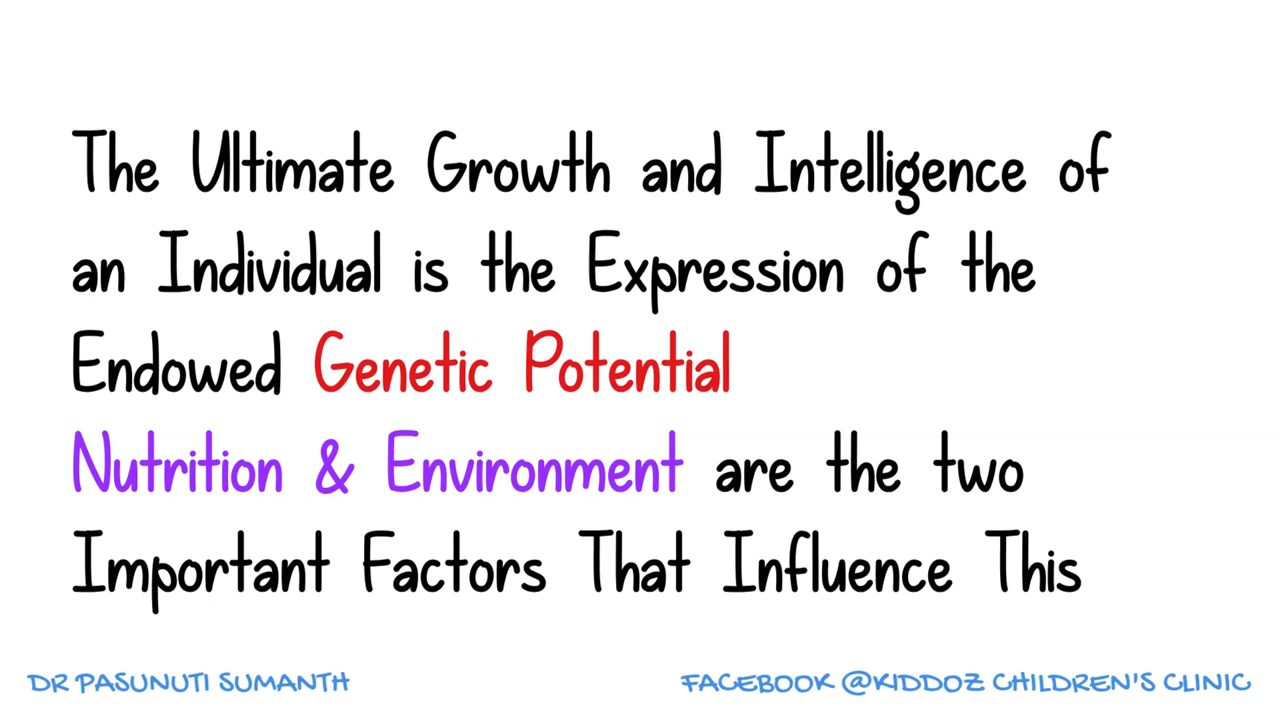 The Ultimate Growth and Intelligence of
an Individual is the Expression of the
Endowed Genetic Potential
Nutrition & Environment are the two
Important Factors That Influence This
DR PASUNUTI SUMANTH
FACEBOOK @KIDDOZ CHILDREN'S CLINIC